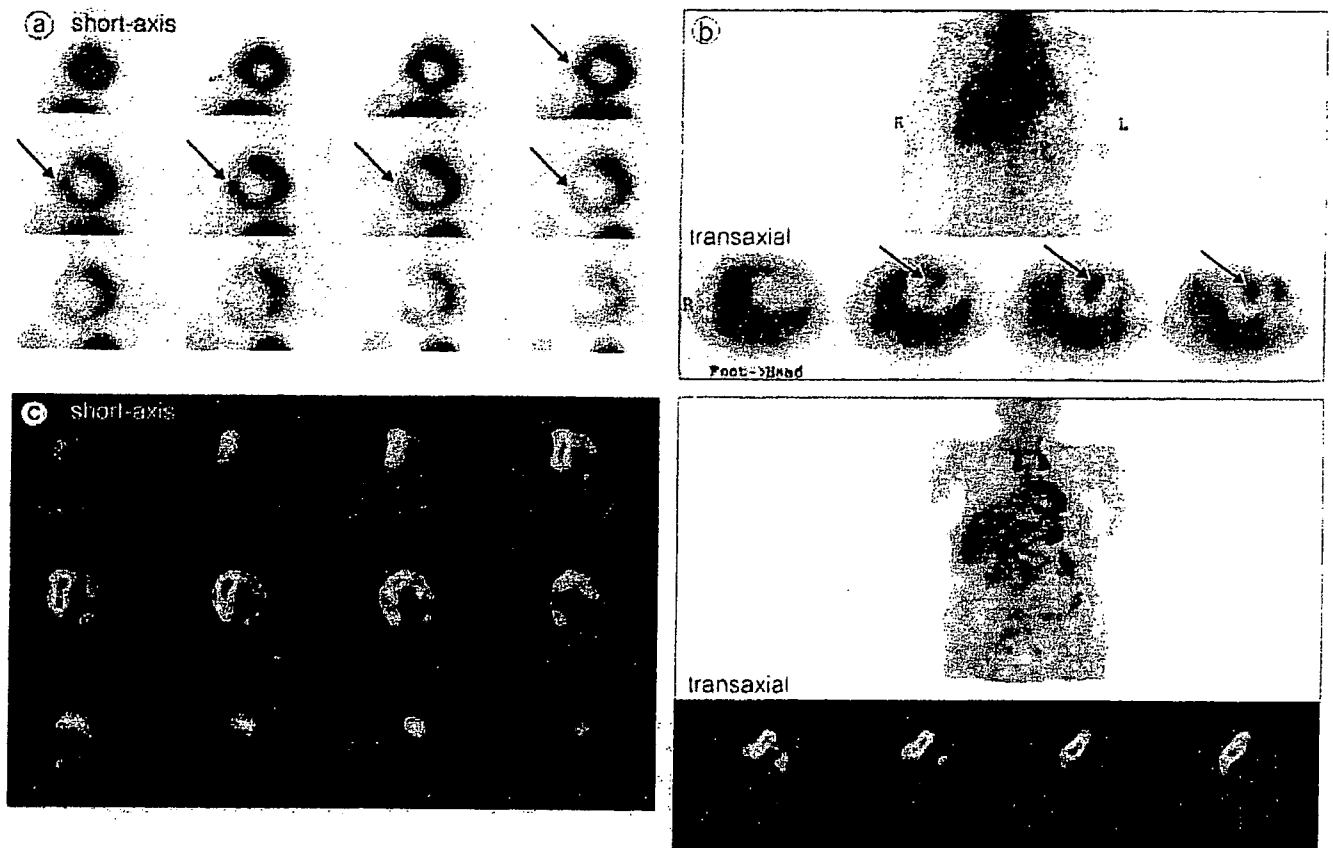 a short-axis
b
R L
transaxial
R
Foot->Head
c short-axis
transaxial